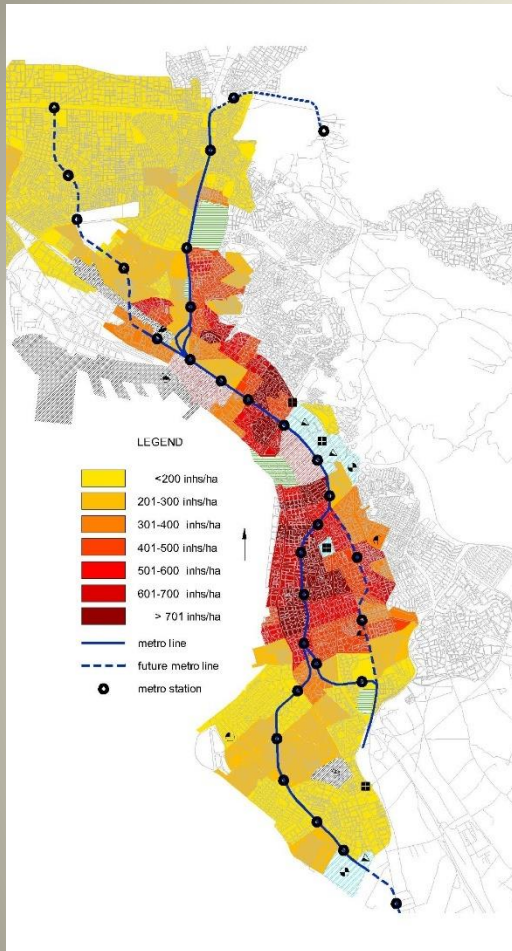 LEGEND
<200 inhs/ha
201-300 inhs/ha
301-400 inhs/ha
401-500 inhs/ha
501-600 inhs/ha
601-700 inhs/ha
> 701 inhs/ha
metro line
future metro line
metro station